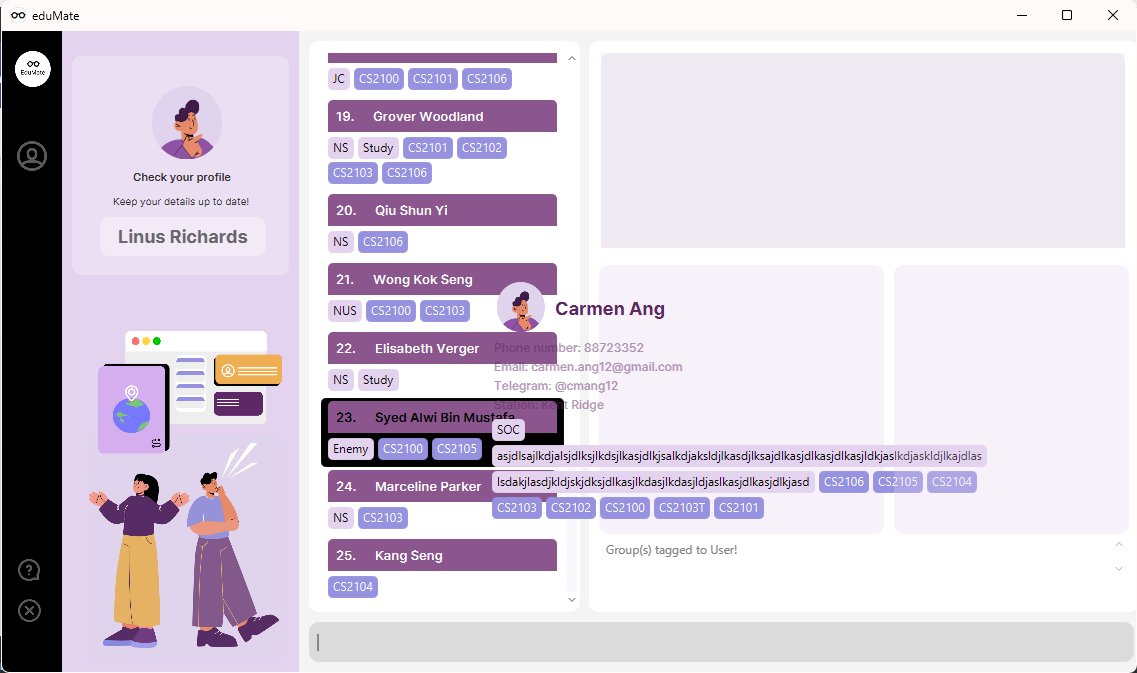 eduMate
EduMate
Check your profile
Keep your details up to date!
Linus Richards
JC CS2100 CS2101 CS2106
19. Grover Woodland
NS Study CS2101 CS2102
CS2103 CS2106
20. Qiu Shun Yi
NS CS2106
21. Wong Kok Seng
NUS CS2100 CS2103
22. Elisabeth Verger
NS Study
23. Syed Alwi Bin Mustafa
Enemy CS2100 CS2105
24. Marceline Parker
NS CS2103
25. Kang Seng
CS2104
Carmen Ang
Phone number: 88723352
Email: carmen.ang12@gmail.com
Telegram: @cmang12
Station: Kent Ridge
SOC
asjdlsajlkdjalsjdlksjlkdsjlkasjdlkjsalkdjaksldjlkasdjlksajdlkasjdlkasjdlkasjldkjaslkdjaskldjlkajdlas
lsdakjlasdjkldjskjdksjdlkasjlkdasjlkdasjldjaslkasjdlkasjdlkjasd CS2106 CS2105 CS2104
CS2103 CS2102 CS2100 CS2103T CS2101
Group(s) tagged to User!